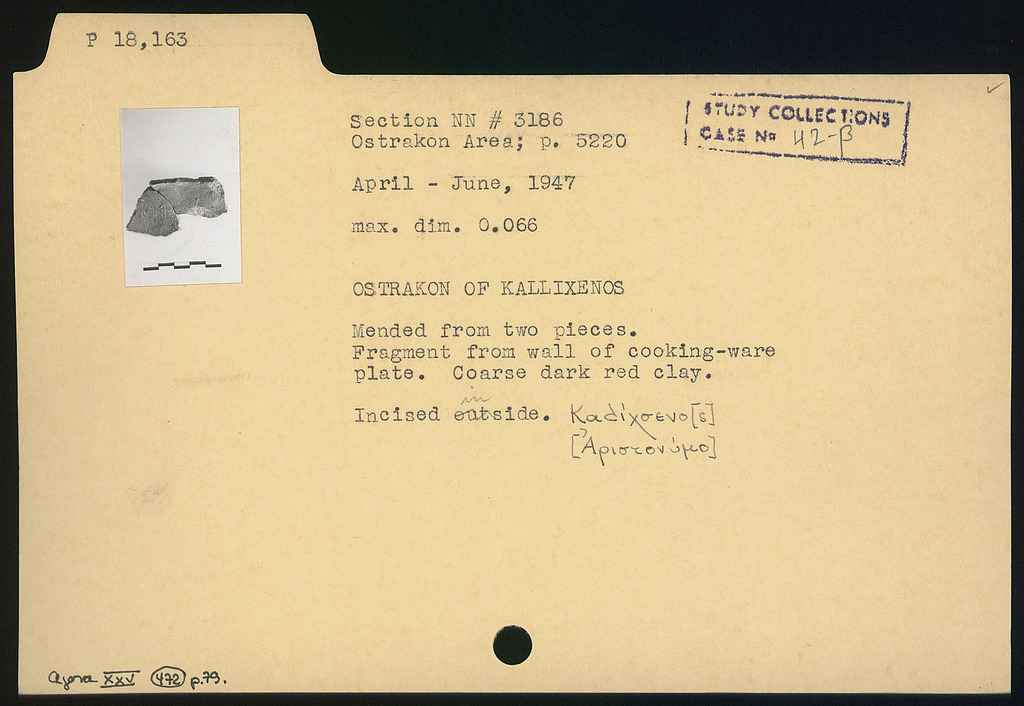 P 18,163
Section NN # 3186
Ostrakon Area; p. 5220
STUDY COLLECTIONS
CASE No 42-β
April - June, 1947
max. dim. 0.066
OSTRAKON OF KALLIXENOS
Mended from two pieces.
Fragment from wall of cooking-ware
plate. Coarse dark red clay.
in
Incised outside. Καλίχσενο[ς]
[Ἀριστονύμο]
Agora XXV 472 p.79.